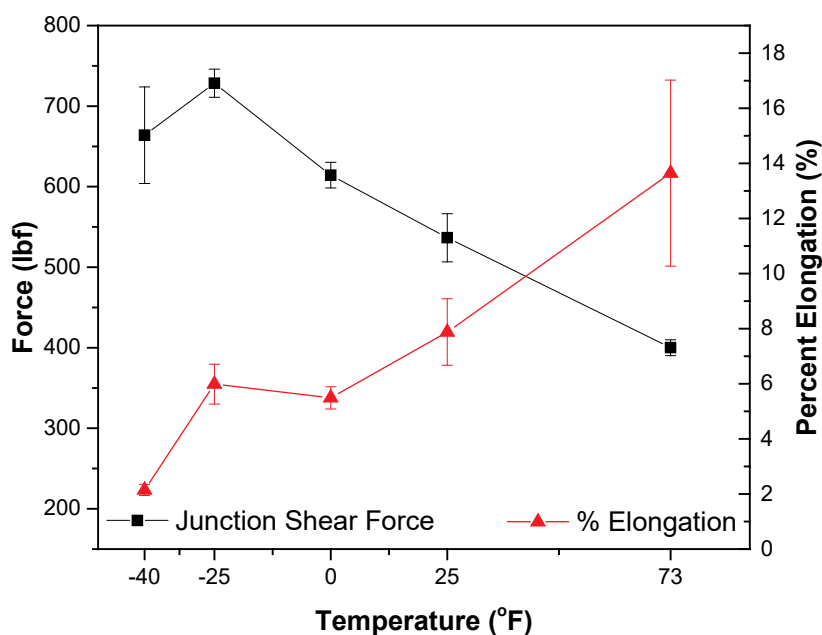 800
700
600
500
400
300
200
Force (lbf)
18
16
14
12
10
8
6
4
2
0
Percent Elongation (%)
Junction Shear Force
% Elongation
-40 -25 0 25 73
Temperature (°F)